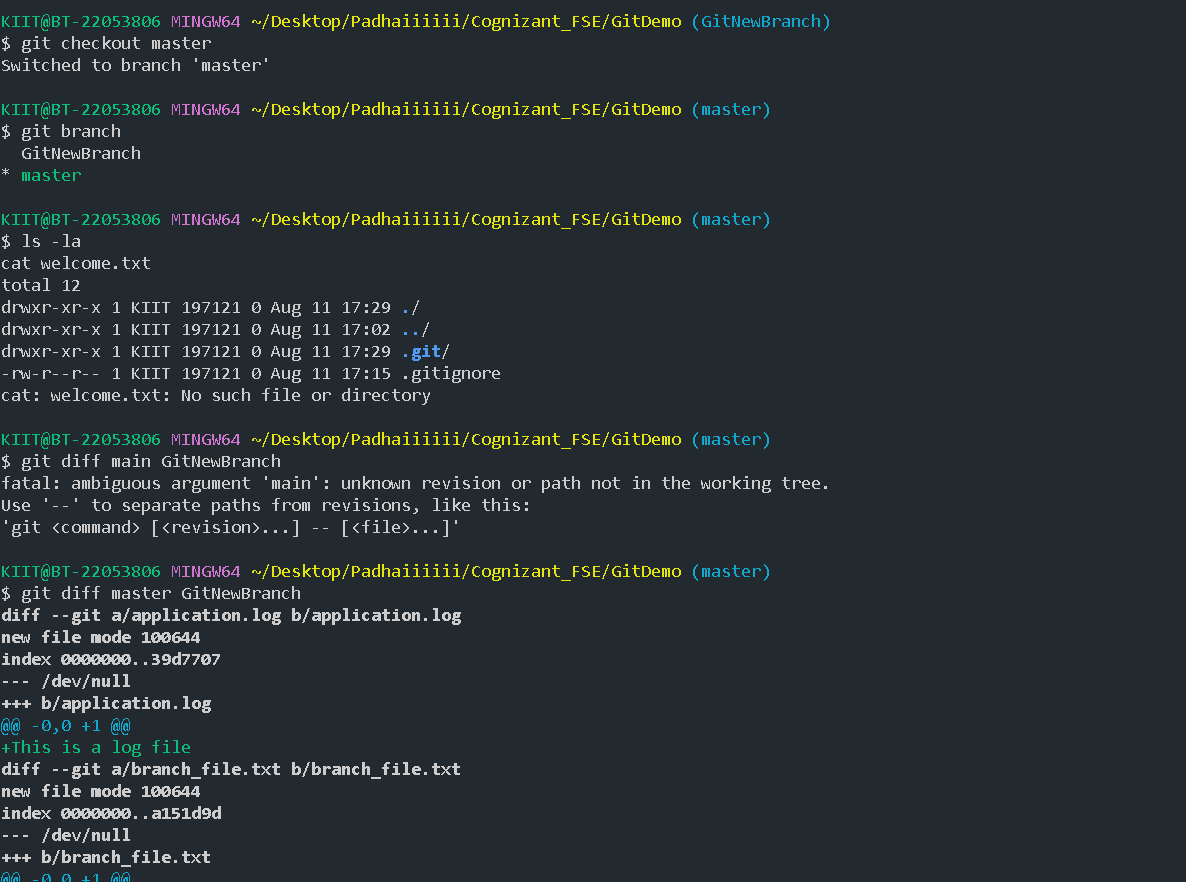 KIIT@BT-22053806 MINGW64 ~/Desktop/Padhaiiiiii/Cognizant_FSE/GitDemo (GitNewBranch)
$ git checkout master
Switched to branch 'master'
KIIT@BT-22053806 MINGW64 ~/Desktop/Padhaiiiiii/Cognizant_FSE/GitDemo (master)
$ git branch
  GitNewBranch
* master
KIIT@BT-22053806 MINGW64 ~/Desktop/Padhaiiiiii/Cognizant_FSE/GitDemo (master)
$ ls -la
cat welcome.txt
total 12
drwxr-xr-x 1 KIIT 197121 0 Aug 11 17:29 ./
drwxr-xr-x 1 KIIT 197121 0 Aug 11 17:02 ../
drwxr-xr-x 1 KIIT 197121 0 Aug 11 17:29 .git/
-rw-r--r-- 1 KIIT 197121 0 Aug 11 17:15 .gitignore
cat: welcome.txt: No such file or directory
KIIT@BT-22053806 MINGW64 ~/Desktop/Padhaiiiiii/Cognizant_FSE/GitDemo (master)
$ git diff main GitNewBranch
fatal: ambiguous argument 'main': unknown revision or path not in the working tree.
Use '--' to separate paths from revisions, like this:
'git <command> [<revision>...] -- [<file>...]'
KIIT@BT-22053806 MINGW64 ~/Desktop/Padhaiiiiii/Cognizant_FSE/GitDemo (master)
$ git diff master GitNewBranch
diff --git a/application.log b/application.log
new file mode 100644
index 0000000..39d7707
--- /dev/null
+++ b/application.log
@@ -0,0 +1 @@
+This is a log file
diff --git a/branch_file.txt b/branch_file.txt
new file mode 100644
index 0000000..a151d9d
--- /dev/null
+++ b/branch_file.txt
@@ -0,0 +1 @@